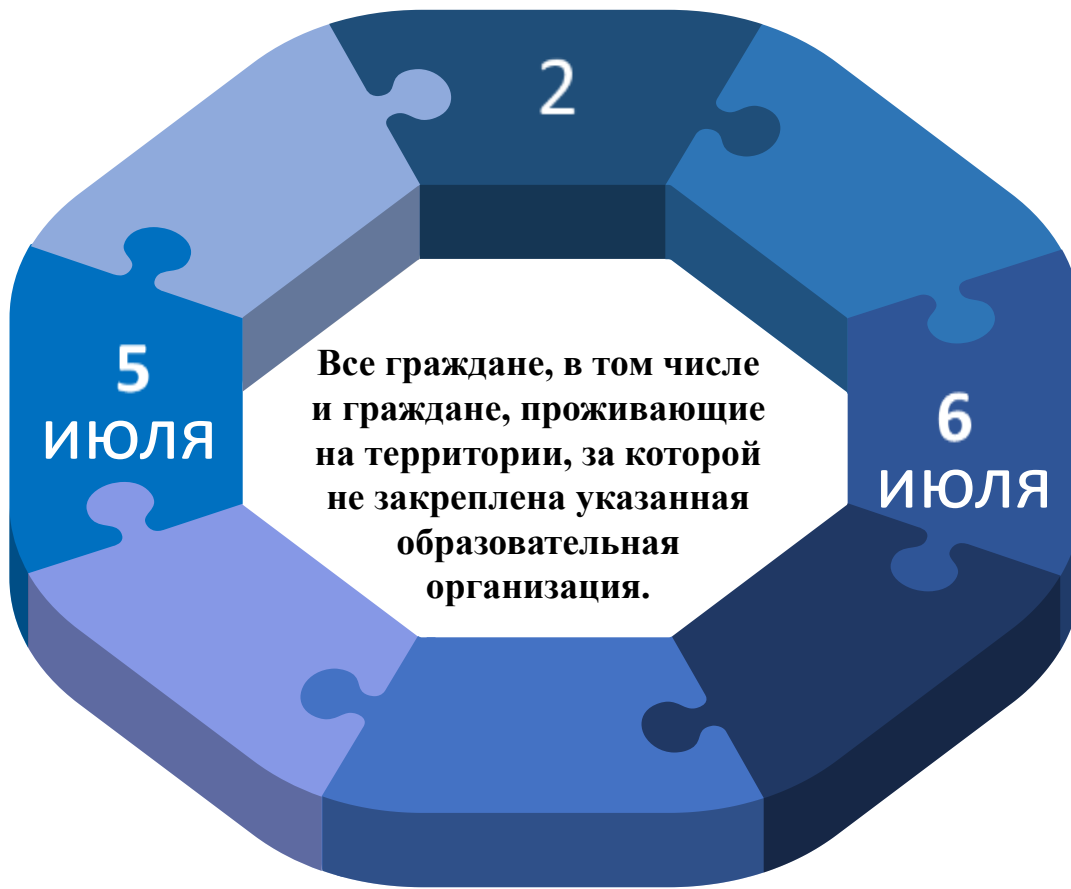 2
5
июля
Все граждане, в том числе
и граждане, проживающие
на территории, за которой
не закреплена указанная
образовательная
организация.
6
июля